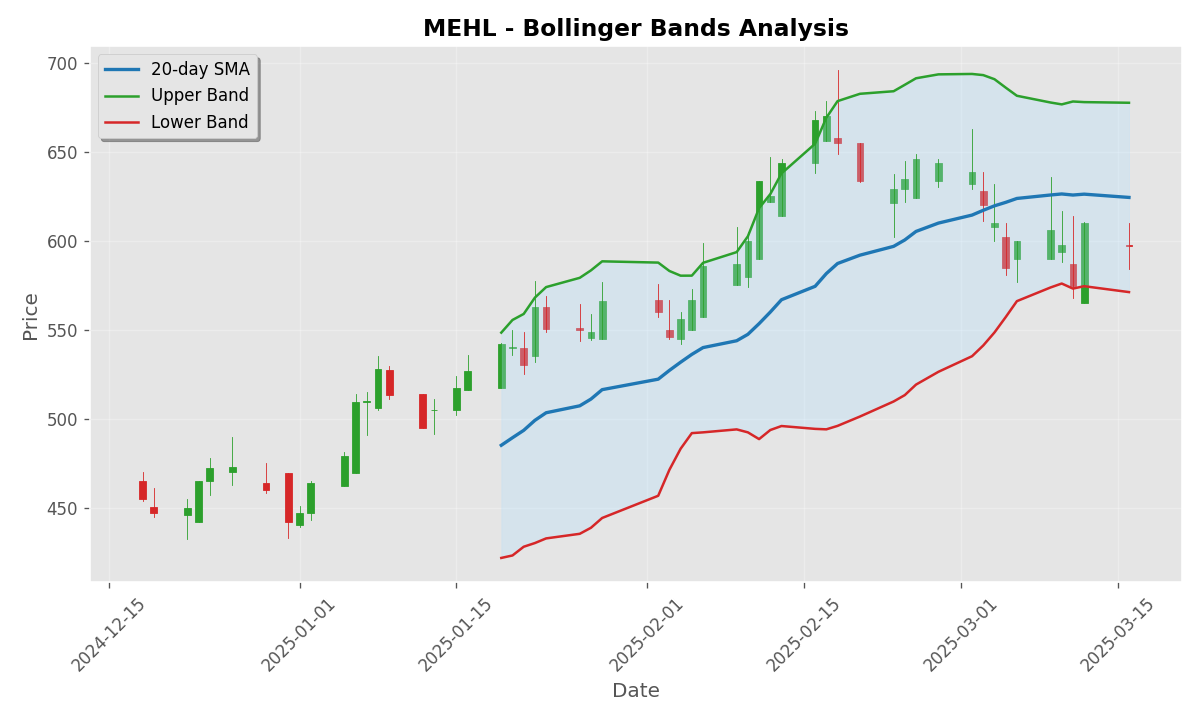 MEHL - Bollinger Bands Analysis
20-day SMA
Upper Band
Lower Band
Price
700
650
600
550
500
450
2024-12-15
2025-01-01
2025-01-15
2025-02-01
2025-02-15
2025-03-01
2025-03-15
Date